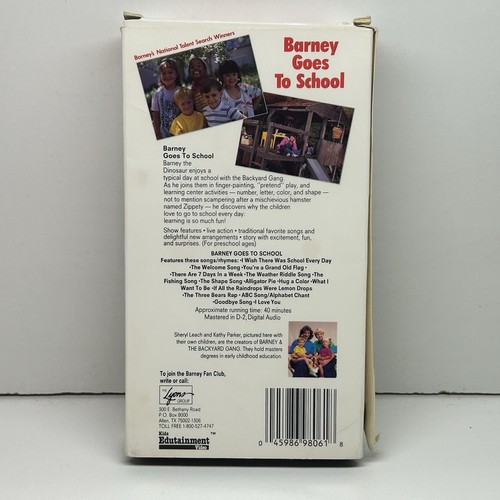 Barney's National Talent Search Winners
Barney
Goes
To School
Barney
Goes To School
Barney the
Dinosaur enjoys a
typical day at school with the Backyard Gang.
As he joins them in finger-painting, "pretend" play, and
learning center activities — number, letter, color, and shape —
not to mention scampering after a mischievous hamster
named Zippety — he discovers why the children
love to go to school every day:
learning is so much fun!
Show features • live action • traditional favorite songs and
delightful new arrangements • story with excitement, fun,
and surprises. (For preschool ages)
BARNEY GOES TO SCHOOL
Features these songs/rhymes: •I Wish There Was School Every Day
•The Welcome Song •You're a Grand Old Flag •
•There Are 7 Days In a Week •The Weather Riddle Song •The
Fishing Song •The Shape Song •Alligator Pie •Hug a Color •What I
Want To Be •If All the Raindrops Were Lemon Drops
•The Three Bears Rap •ABC Song/Alphabet Chant
•Goodbye Song •I Love You
Approximate running time: 40 minutes
Mastered in D-2, Digital Audio
Sheryl Leach and Kathy Parker, pictured here with
their own children, are the creators of BARNEY &
THE BACKYARD GANG. They hold masters
degrees in early childhood education.
To join the Barney Fan Club,
write or call:
THE
Lyons
GROUP
300 E. Bethany Road
P.O. Box 8000
Allen, TX 75002-1306
TOLL FREE 1-800-527-4747
Kids
Edutainment
Video
TM
0 45986 98061 8